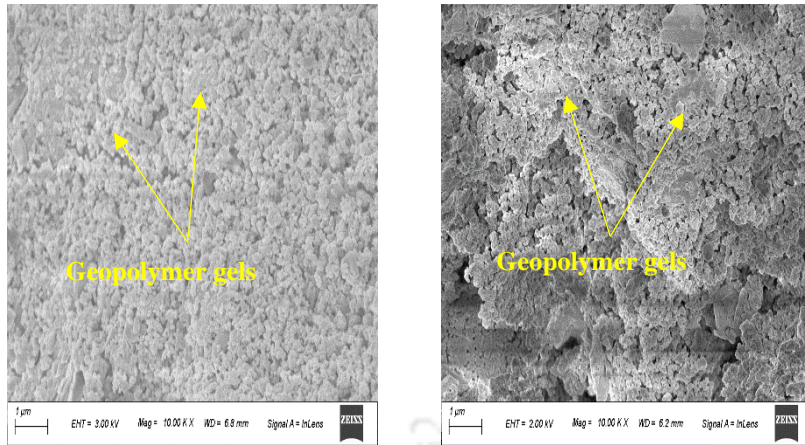 Geopolymer gels
1 µm
EHT = 3.00 kV
Mag = 10.00 K X
WD = 6.8 mm
Signal A = InLens
ZEISS
Geopolymer gels
1 µm
EHT = 2.00 kV
Mag = 10.00 K X
WD = 6.2 mm
Signal A = InLens
ZEISS